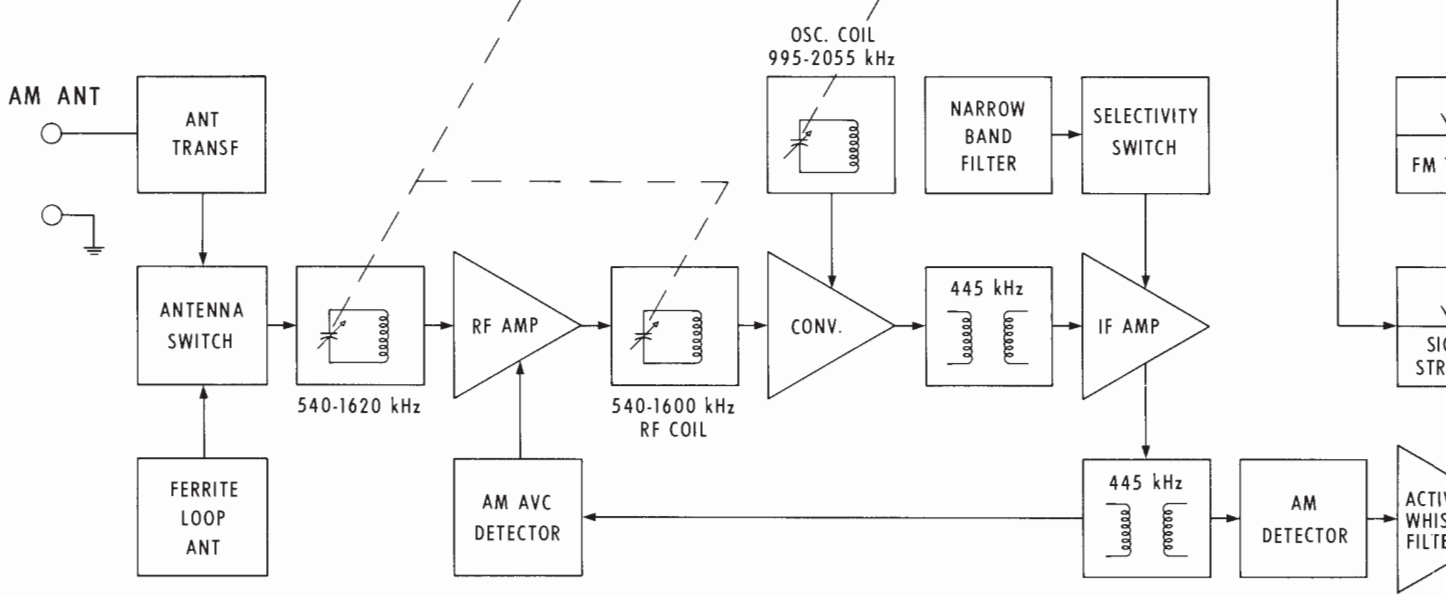 OSC. COIL
995-2055 kHz
AM ANT
ANT
TRANSF
NARROW
BAND
FILTER
SELECTIVITY
SWITCH
FM
ANTENNA
SWITCH
RF AMP
CONV.
445 kHz
IF AMP
540-1620 kHz
540-1600 kHz
RF COIL
FERRITE
LOOP
ANT
AM AVC
DETECTOR
445 kHz
AM
DETECTOR